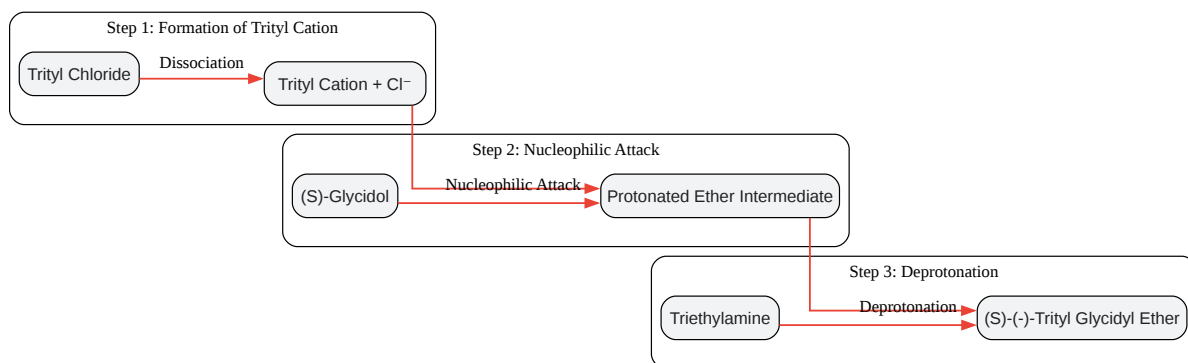 Step 1: Formation of Trityl Cation
Trityl Chloride
Dissociation
Trityl Cation + Cl⁻
Step 2: Nucleophilic Attack
(S)-Glycidol
Nucleophilic Attack
Protonated Ether Intermediate
Step 3: Deprotonation
Triethylamine
Deprotonation
(S)-(-)-Trityl Glycidyl Ether